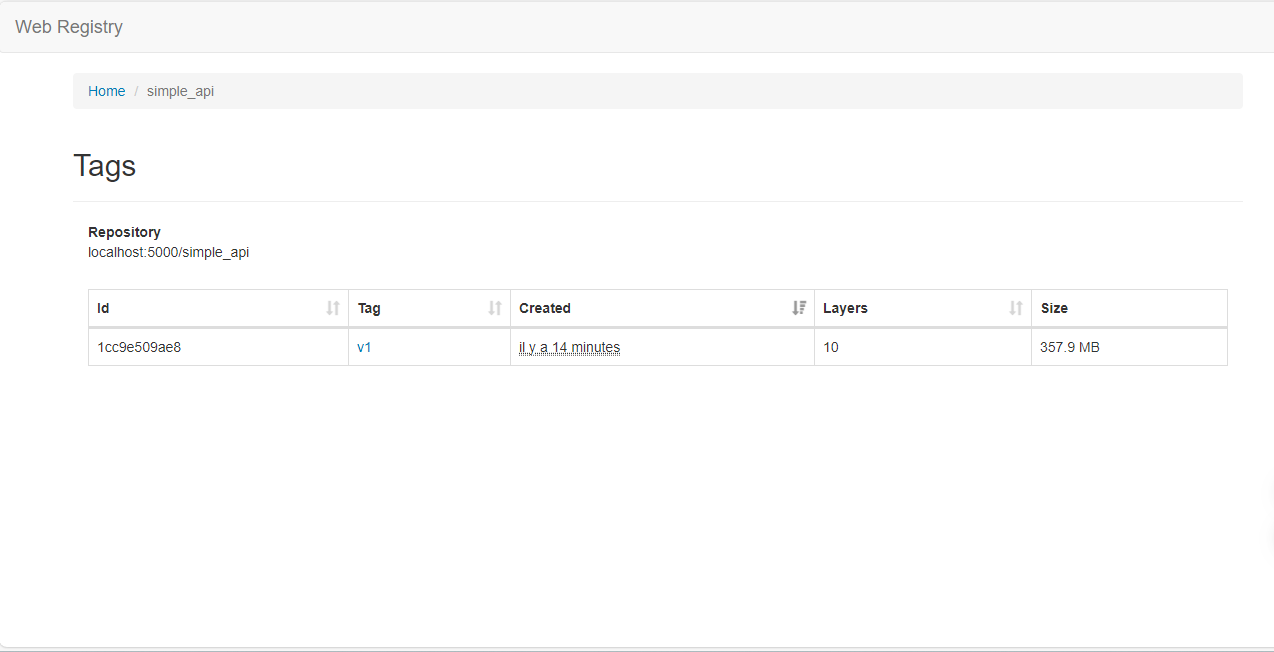 Web Registry
Home / simple_api
Tags
Repository
localhost:5000/simple_api
Id Tag Created Layers Size
1cc9e509ae8 v1 il y a 14 minutes 10 357.9 MB